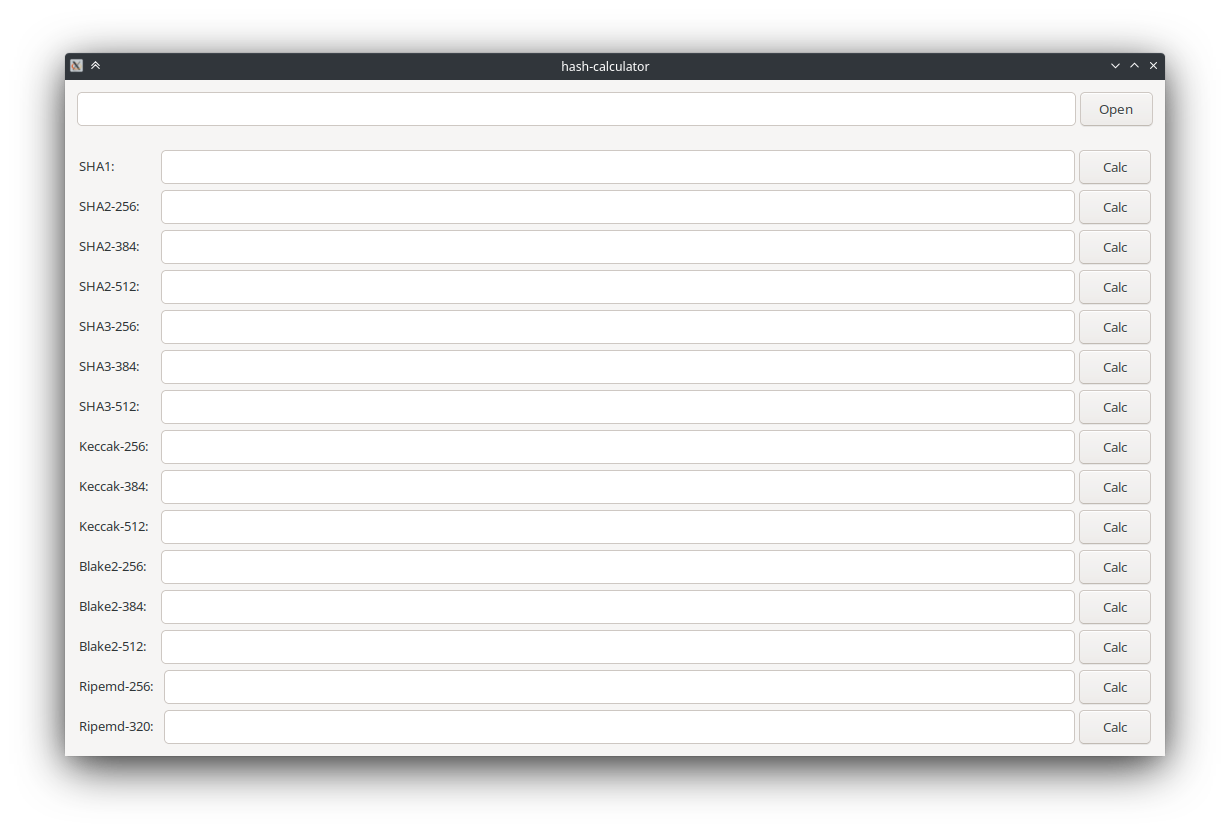 hash-calculator
Open
SHA1: Calc
SHA2-256: Calc
SHA2-384: Calc
SHA2-512: Calc
SHA3-256: Calc
SHA3-384: Calc
SHA3-512: Calc
Keccak-256: Calc
Keccak-384: Calc
Keccak-512: Calc
Blake2-256: Calc
Blake2-384: Calc
Blake2-512: Calc
Ripemd-256: Calc
Ripemd-320: Calc